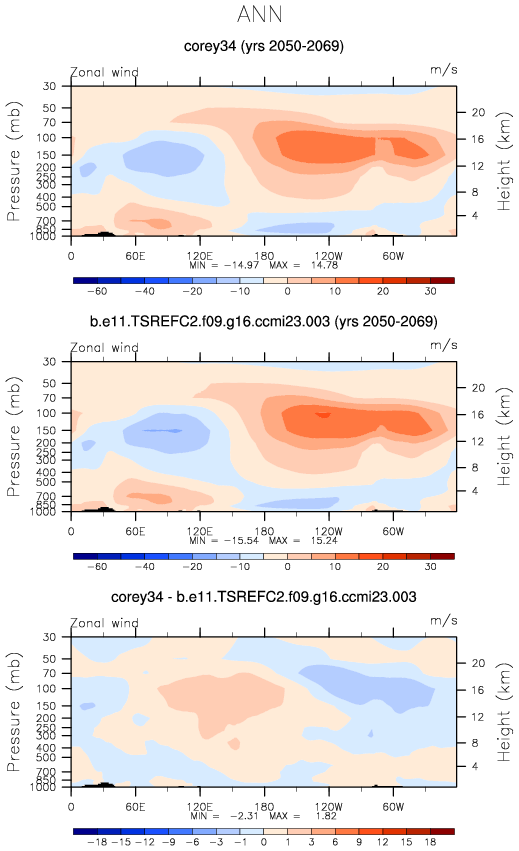 ANN
corey34 (yrs 2050-2069)
Zonal wind m/s
Pressure (mb)
30
50
70
100
150
200
250
300
400
500
700
850
1000
20
16
12
8
4
Height (km)
0 60E 120E 180 120W 60W
MIN = -14.97 MAX = 14.78
-60 -40 -20 -10 0 5 10 20 30
b.e11.TSREFC2.f09.g16.ccmi23.003 (yrs 2050-2069)
Zonal wind m/s
Pressure (mb)
30
50
70
100
150
200
250
300
400
500
700
850
1000
20
16
12
8
4
Height (km)
0 60E 120E 180 120W 60W
MIN = -15.54 MAX = 15.24
-60 -40 -20 -10 0 5 10 20 30
corey34 - b.e11.TSREFC2.f09.g16.ccmi23.003
Zonal wind m/s
Pressure (mb)
30
50
70
100
150
200
250
300
400
500
700
850
1000
20
16
12
8
4
Height (km)
0 60E 120E 180 120W 60W
MIN = -2.31 MAX = 1.82
-18 -15 -12 -9 -6 -3 -1 0 1 3 6 9 12 15 18